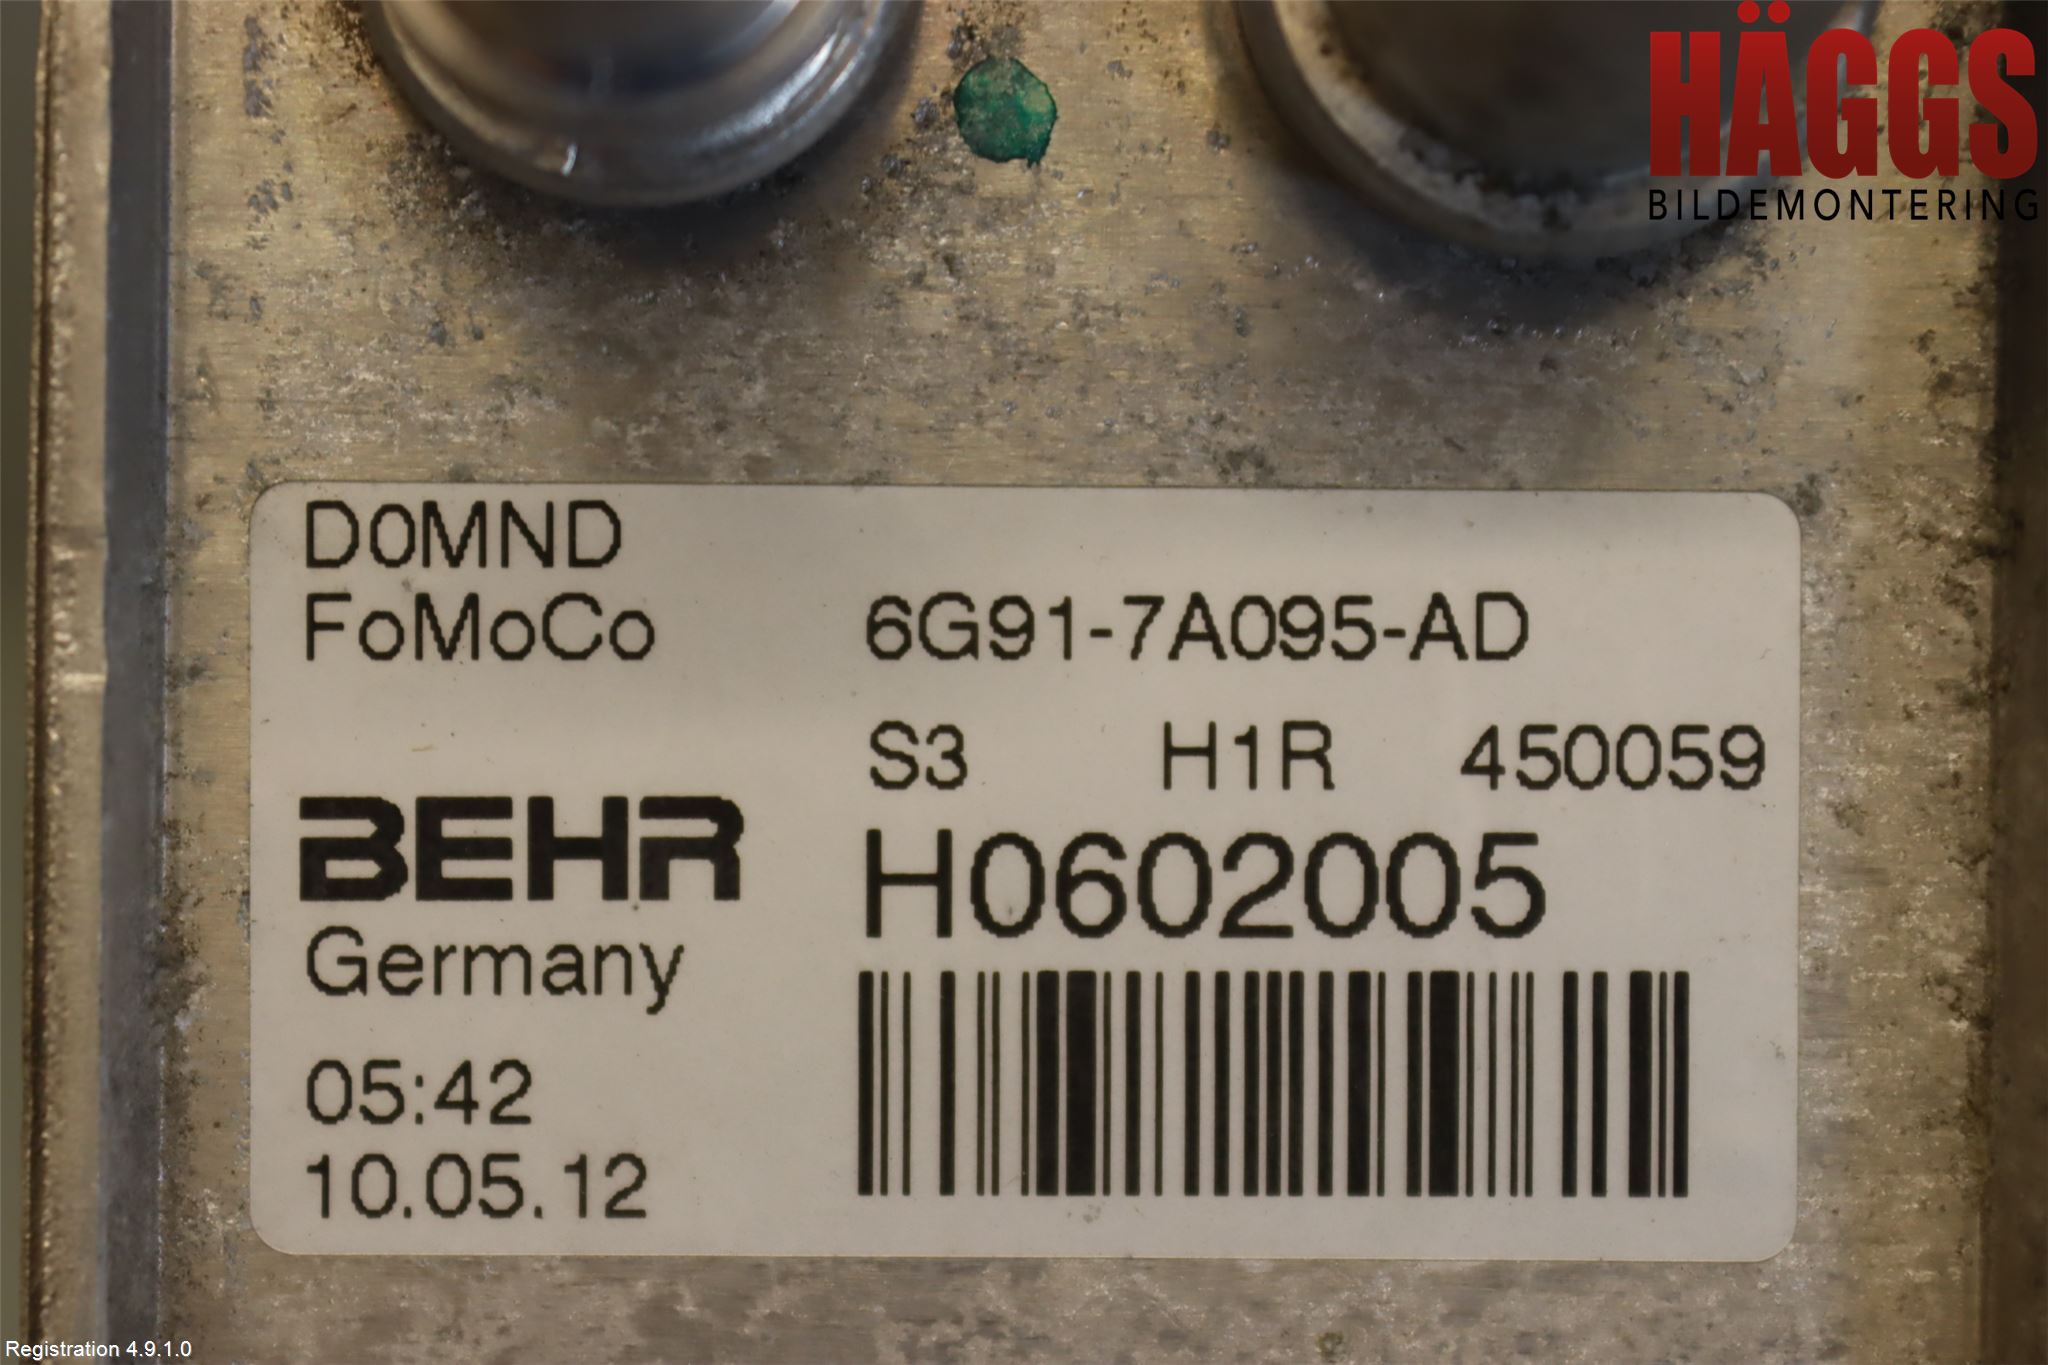 HÄGGS
BILDEMONTERING
D0MND
FoMoCo 6G91-7A095-AD
S3 H1R 450059
BEHR H0602005
Germany
05:42
10.05.12
Registration 4.9.1.0